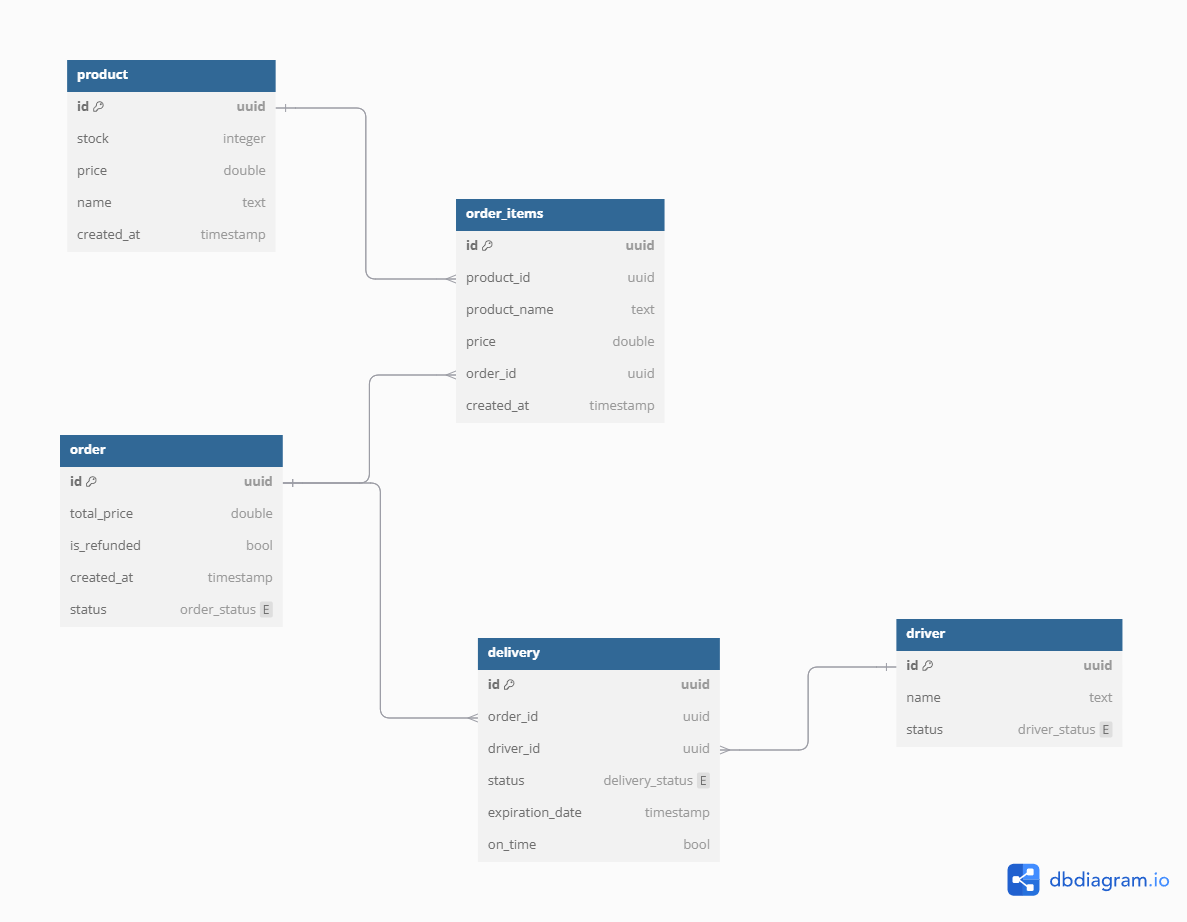 product
id uuid
stock integer
price double
name text
created_at timestamp
order_items
id uuid
product_id uuid
product_name text
price double
order_id uuid
created_at timestamp
order
id uuid
total_price double
is_refunded bool
created_at timestamp
status order_status E
delivery
id uuid
order_id uuid
driver_id uuid
status delivery_status E
expiration_date timestamp
on_time bool
driver
id uuid
name text
status driver_status E
dbdiagram.io